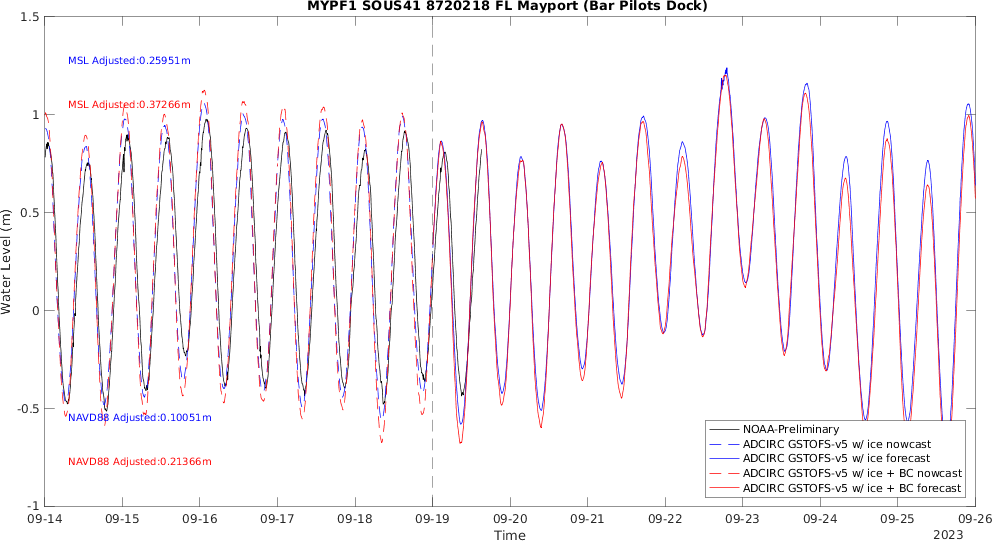 MYPF1 SOUS41 8720218 FL Mayport (Bar Pilots Dock)
1.5
MSL Adjusted:0.25951m
MSL Adjusted:0.37266m
1
0.5
Water Level (m)
0
-0.5
NAVD88 Adjusted:0.10051m
NAVD88 Adjusted:0.21366m
-1
NOAA-Preliminary
ADCIRC GSTOFS-v5 w/ ice nowcast
ADCIRC GSTOFS-v5 w/ ice forecast
ADCIRC GSTOFS-v5 w/ ice + BC nowcast
ADCIRC GSTOFS-v5 w/ ice + BC forecast
09-14 09-15 09-16 09-17 09-18 09-19 09-20 09-21 09-22 09-23 09-24 09-25 09-26
Time
2023